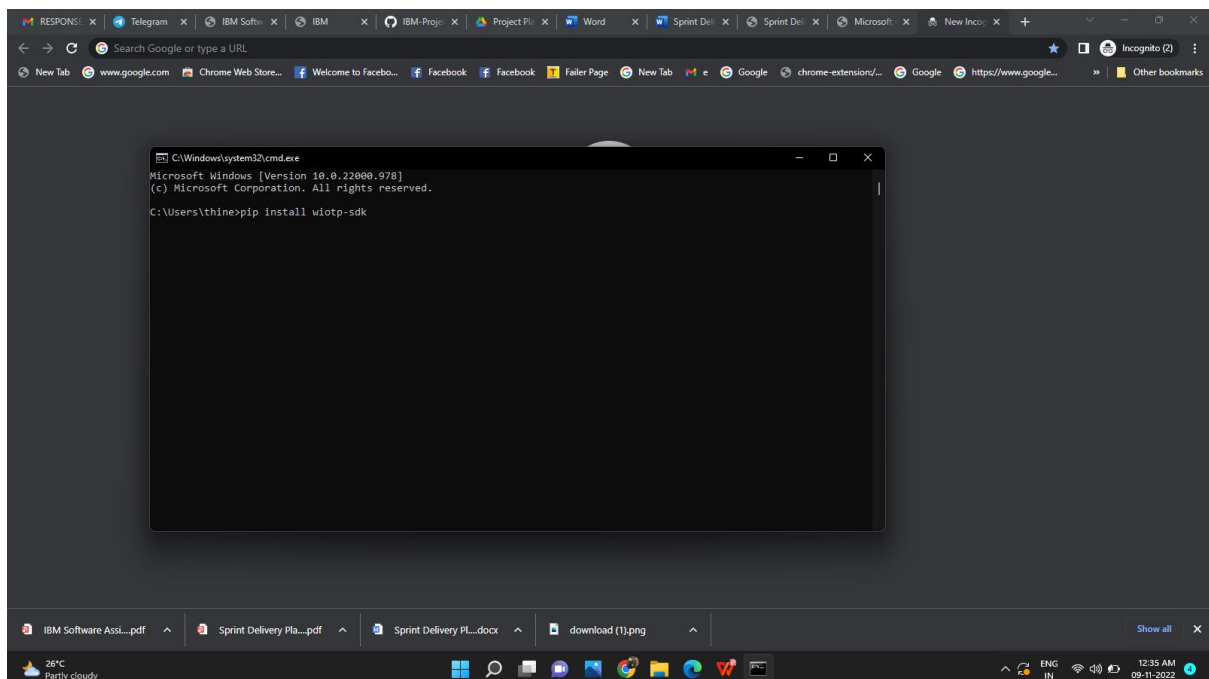 RESPONSE Telegram IBM Softw IBM IBM-Proje Project Pla Word Sprint Deli Sprint Deli Microsoft New Incog
Search Google or type a URL Incognito (2)
New Tab www.google.com Chrome Web Store... Welcome to Facebo... Facebook Facebook Failer Page New Tab e Google chrome-extension:/... Google https://www.google... » Other bookmarks
C:\Windows\system32\cmd.exe
Microsoft Windows [Version 10.0.22000.978]
(c) Microsoft Corporation. All rights reserved.
C:\Users\thine>pip install wiotp-sdk
IBM Software Assi....pdf Sprint Delivery Pla....pdf Sprint Delivery Pl....docx download (1).png Show all
26°C
Partly cloudy
ENG
IN
12:35 AM
09-11-2022
4